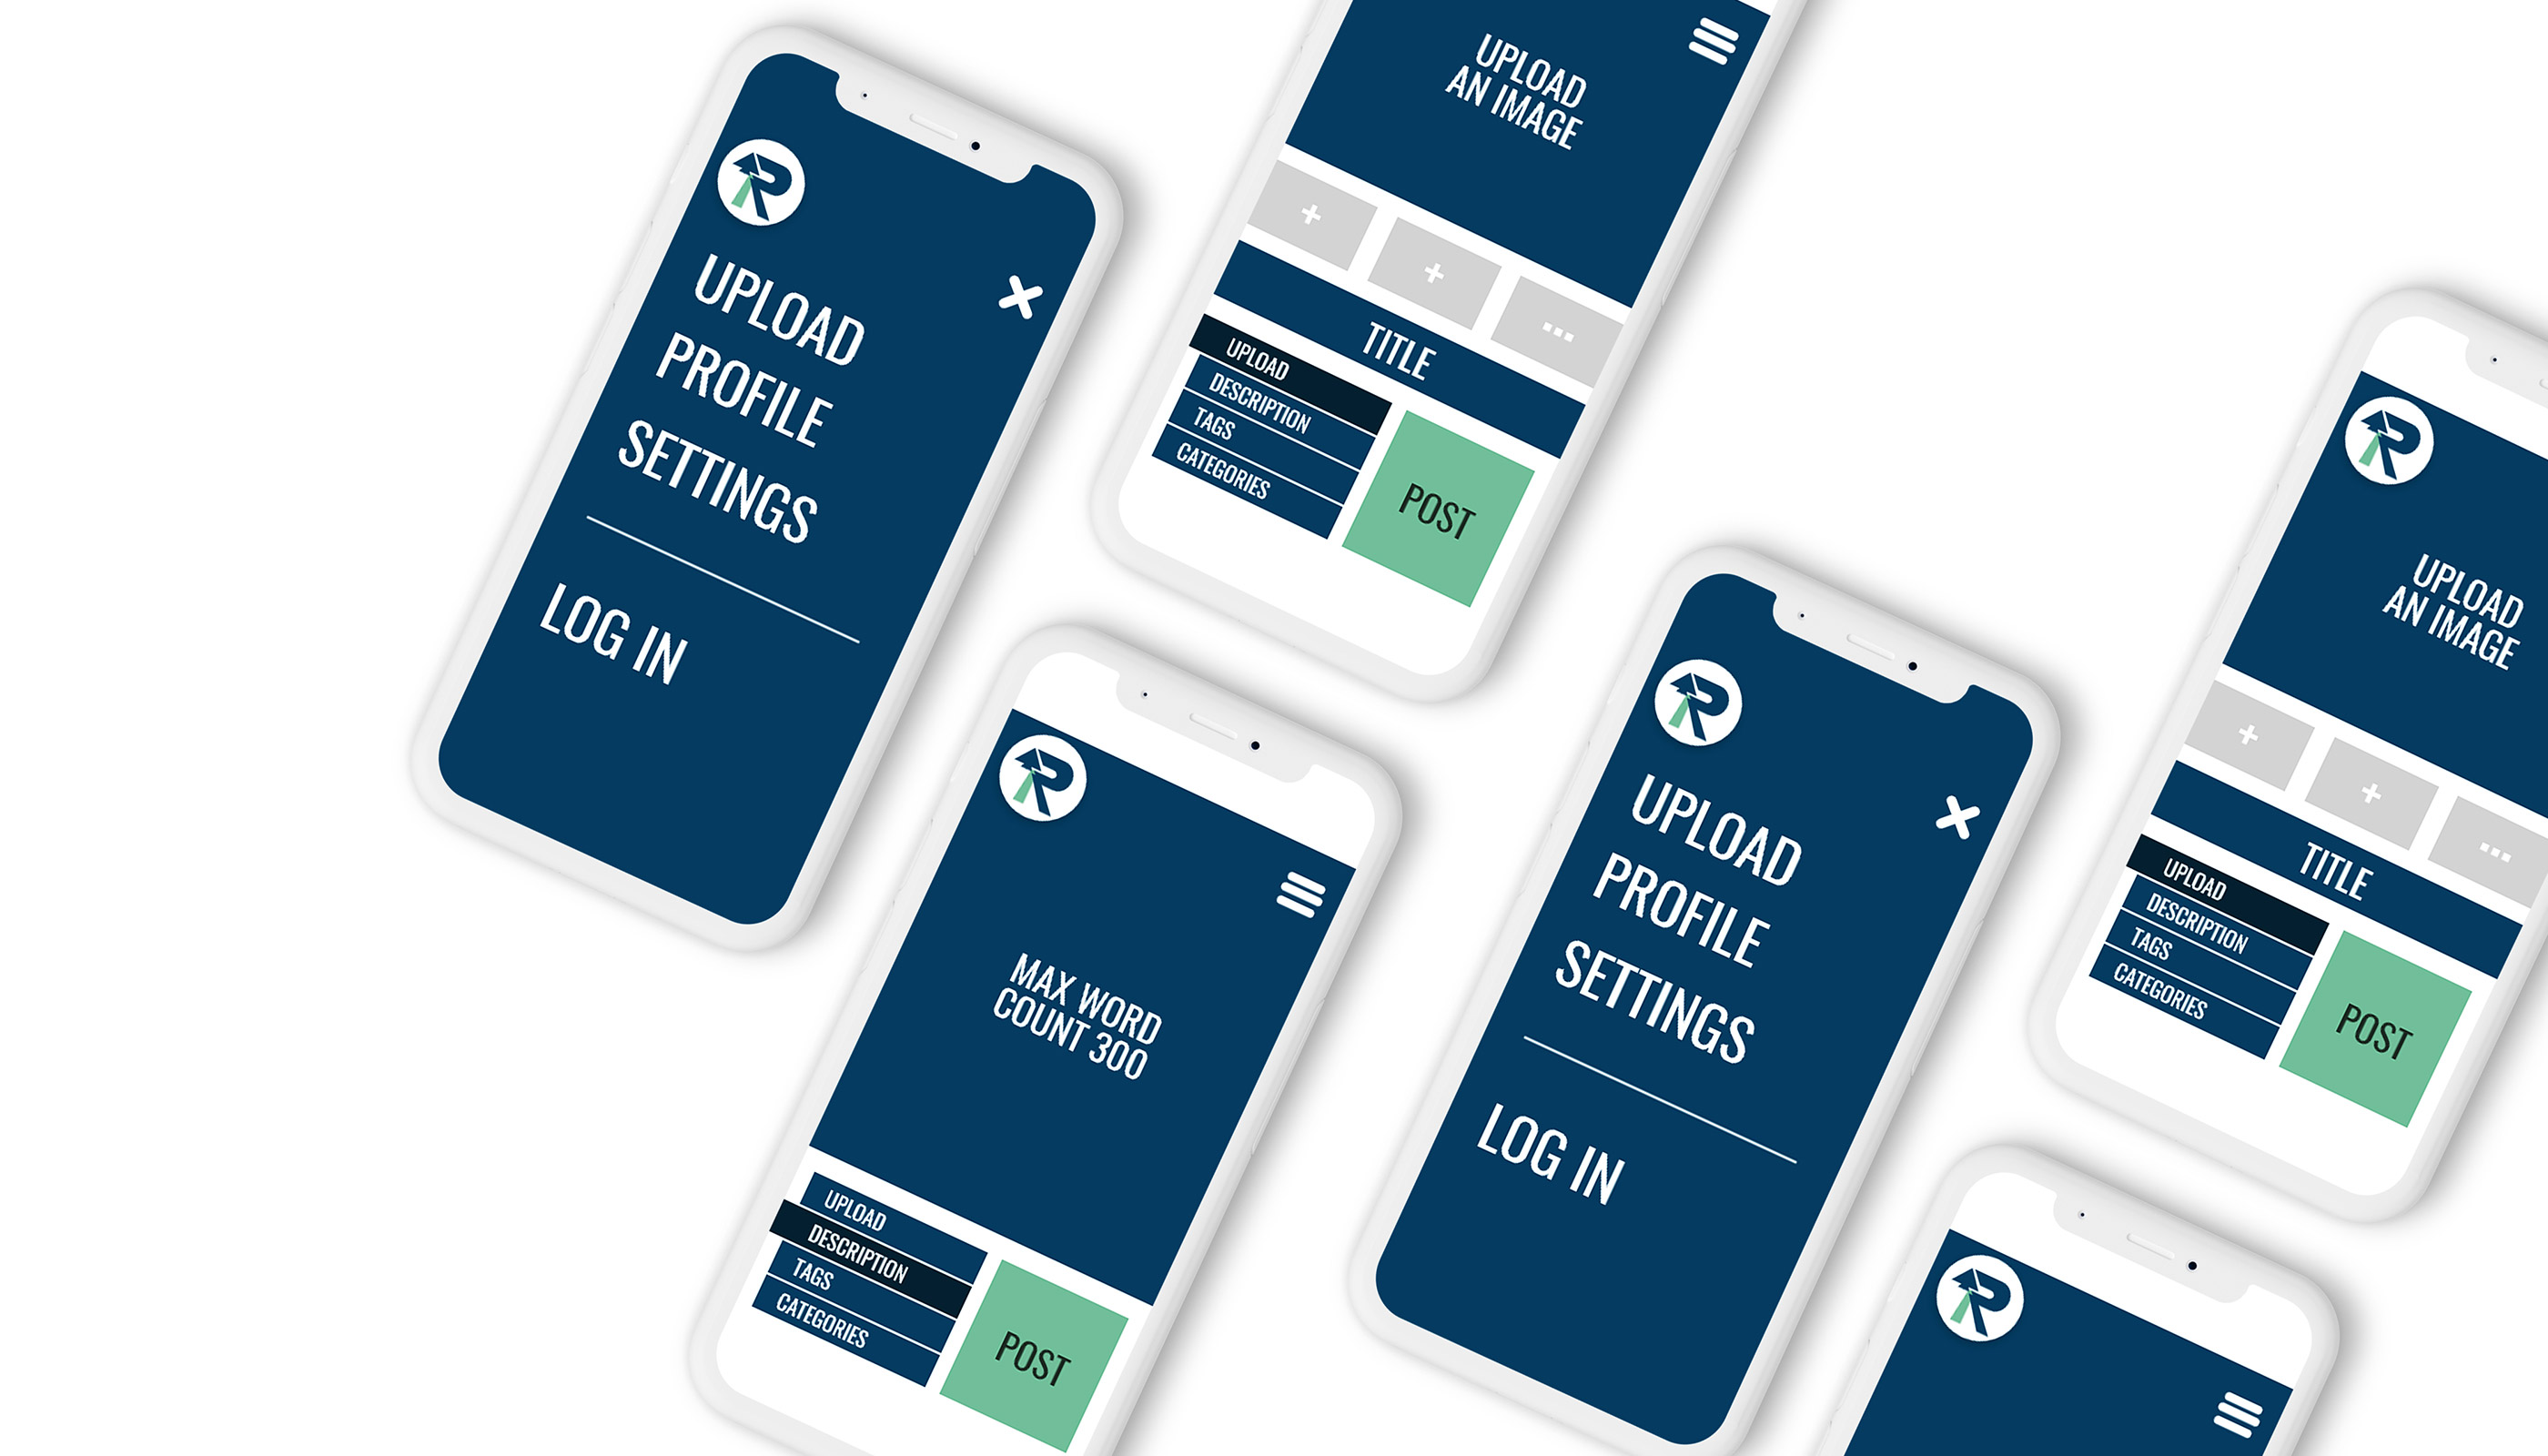 UPLOAD
PROFILE
SETTINGS
LOG IN
UPLOAD
AN IMAGE
TITLE
UPLOAD
DESCRIPTION
TAGS
CATEGORIES
POST
MAX WORD
COUNT 300
UPLOAD
DESCRIPTION
TAGS
CATEGORIES
POST
UPLOAD
PROFILE
SETTINGS
LOG IN
UPLOAD
AN IMAGE
TITLE
UPLOAD
DESCRIPTION
TAGS
CATEGORIES
POST